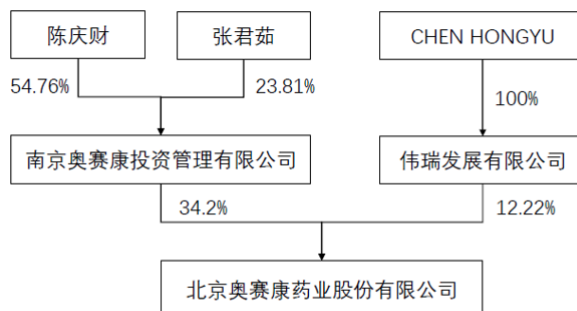 陈庆财
张君茹
CHEN HONGYU
54.76%
23.81%
100%
南京奥赛康投资管理有限公司
伟瑞发展有限公司
34.2%
12.22%
北京奥赛康药业股份有限公司